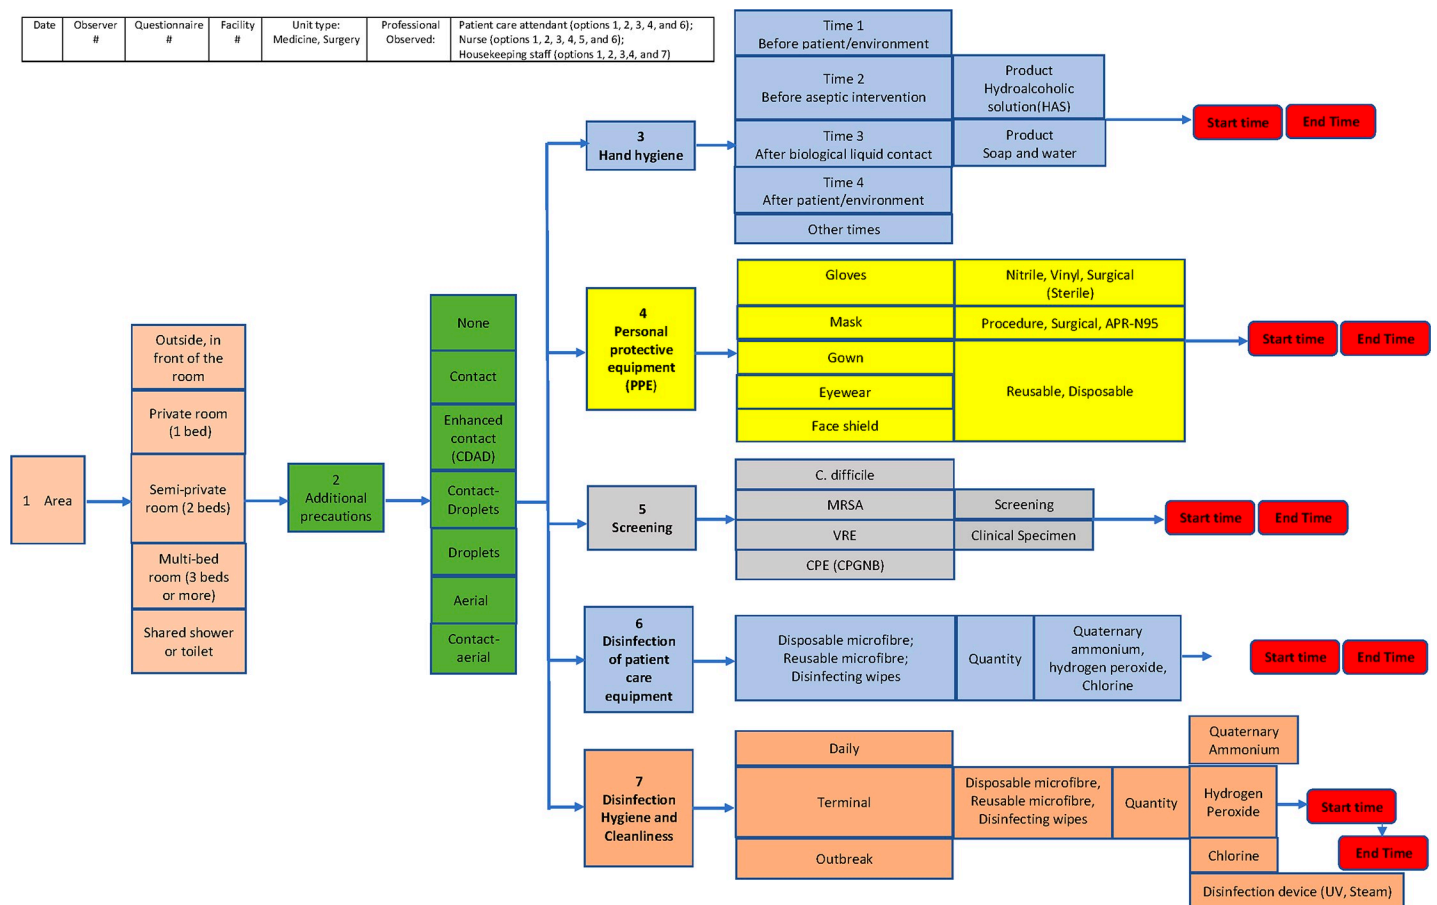 Date
Observer
#
Questionnaire
#
Facility
#
Unit type:
Medicine, Surgery
Professional
Observed:
Patient care attendant (options 1, 2, 3, 4, and 6);
Nurse (options 1, 2, 3, 4, 5, and 6);
Housekeeping staff (options 1, 2, 3,4, and 7)
1 Area
Outside, in
front of the
room
Private room
(1 bed)
Semi-private
room (2 beds)
Multi-bed
room (3 beds
or more)
Shared shower
or toilet
2
Additional
precautions
None
Contact
Enhanced
contact
(CDAD)
Contact-
Droplets
Droplets
Aerial
Contact-
aerial
3
Hand hygiene
Time 1
Before patient/environment
Time 2
Before aseptic intervention
Time 3
After biological liquid contact
Time 4
After patient/environment
Other times
Product
Hydroalcoholic
solution(HAS)
Product
Soap and water
Start time
End Time
4
Personal
protective
equipment
(PPE)
Gloves
Mask
Gown
Eyewear
Face shield
Nitrile, Vinyl, Surgical
(Sterile)
Procedure, Surgical, APR-N95
Reusable, Disposable
Start time
End Time
5
Screening
C. difficile
MRSA
VRE
CPE (CPGNB)
Screening
Clinical Specimen
Start time
End Time
6
Disinfection
of patient
care
equipment
Disposable microfibre;
Reusable microfibre;
Disinfecting wipes
Quantity
Quaternary
ammonium,
hydrogen peroxide,
Chlorine
Start time
End Time
7
Disinfection
Hygiene and
Cleanliness
Daily
Terminal
Outbreak
Disposable microfibre,
Reusable microfibre,
Disinfecting wipes
Quantity
Quaternary
Ammonium
Hydrogen
Peroxide
Chlorine
Disinfection device (UV, Steam)
Start time
End Time